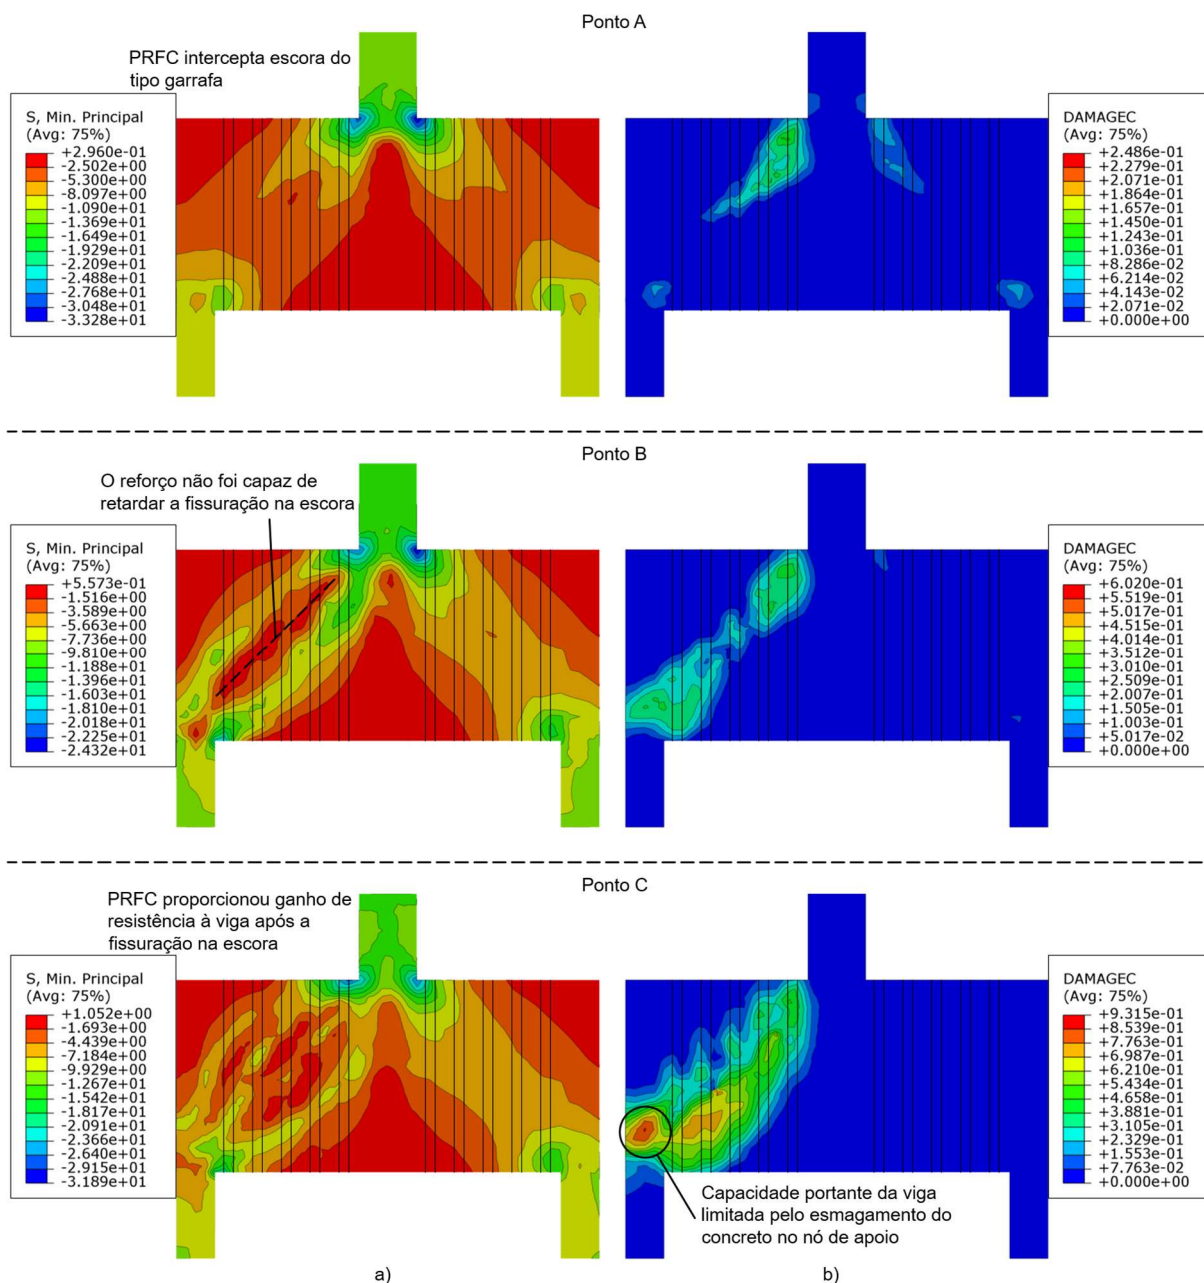 Ponto A
PRFC intercepta escora do
tipo garrafa
S, Min. Principal
(Avg: 75%)
+2.960e-01
-2.502e+00
-5.300e+00
-8.097e+00
-1.090e+01
-1.369e+01
-1.649e+01
-1.929e+01
-2.209e+01
-2.488e+01
-2.768e+01
-3.048e+01
-3.328e+01
DAMAGEC
(Avg: 75%)
+2.486e-01
+2.279e-01
+2.071e-01
+1.864e-01
+1.657e-01
+1.450e-01
+1.243e-01
+1.036e-01
+8.286e-02
+6.214e-02
+4.143e-02
+2.071e-02
+0.000e+00
Ponto B
O reforço não foi capaz de
retardar a fissuração na escora
S, Min. Principal
(Avg: 75%)
+5.573e-01
-1.516e+00
-3.589e+00
-5.663e+00
-7.736e+00
-9.810e+00
-1.188e+01
-1.396e+01
-1.603e+01
-1.810e+01
-2.018e+01
-2.225e+01
-2.432e+01
DAMAGEC
(Avg: 75%)
+6.020e-01
+5.519e-01
+5.017e-01
+4.515e-01
+4.014e-01
+3.512e-01
+3.010e-01
+2.509e-01
+2.007e-01
+1.505e-01
+1.003e-01
+5.017e-02
+0.000e+00
Ponto C
PRFC proporcionou ganho de
resistência à viga após a
fissuração na escora
S, Min. Principal
(Avg: 75%)
+1.052e+00
-1.693e+00
-4.439e+00
-7.184e+00
-9.929e+00
-1.267e+01
-1.542e+01
-1.817e+01
-2.091e+01
-2.366e+01
-2.640e+01
-2.915e+01
-3.189e+01
DAMAGEC
(Avg: 75%)
+9.315e-01
+8.539e-01
+7.763e-01
+6.987e-01
+6.210e-01
+5.434e-01
+4.658e-01
+3.881e-01
+3.105e-01
+2.329e-01
+1.553e-01
+7.763e-02
+0.000e+00
Capacidade portante da viga
limitada pelo esmagamento do
concreto no nó de apoio
a)
b)